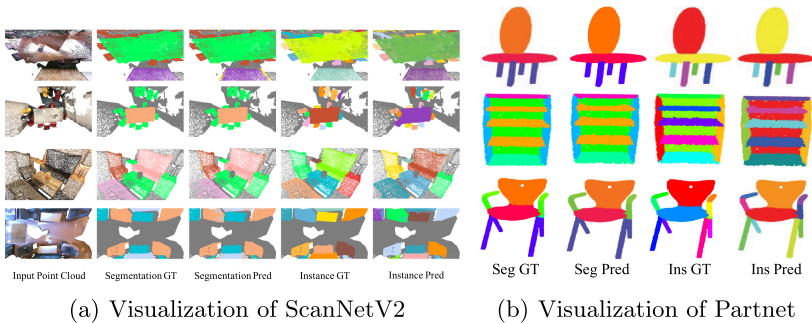 Input Point Cloud Segmentation GT Segmentation Pred Instance GT Instance Pred
Seg GT Seg Pred Ins GT Ins Pred
(a) Visualization of ScanNetV2
(b) Visualization of Partnet